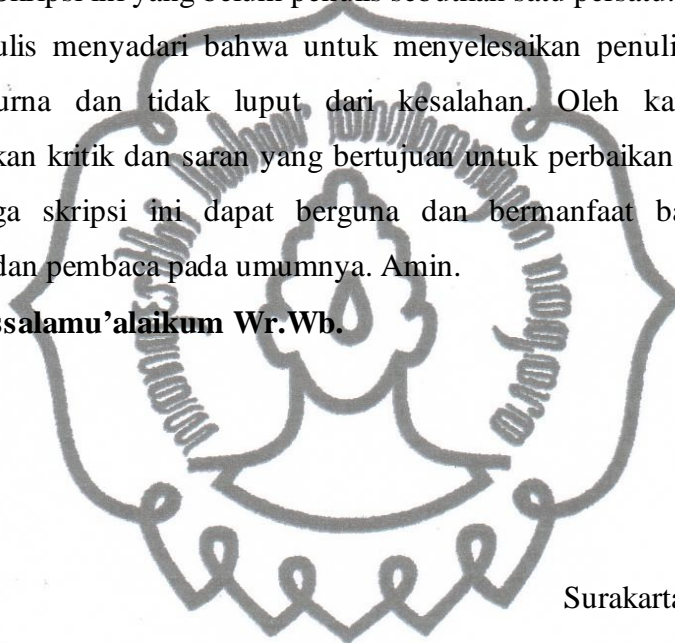 kripsi ini yang belum penulis sebutkan satu persatu.
ulis menyadari bahwa untuk menyelesaikan penuli
urna dan tidak luput dari kesalahan. Oleh ka
kan kritik dan saran yang bertujuan untuk perbaikan
ga skripsi ini dapat berguna dan bermanfaat ba
dan pembaca pada umumnya. Amin.
ssalamu’alaikum Wr.Wb.
Surakarta